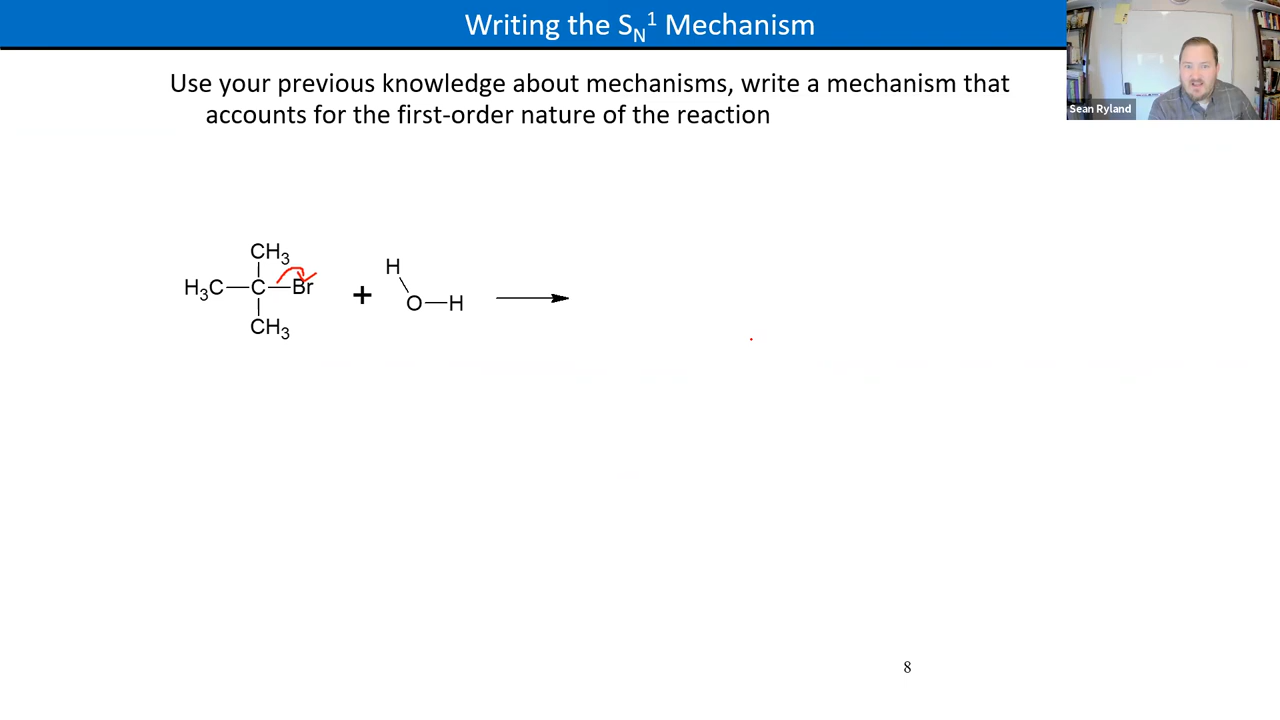 Writing the SN1 Mechanism
Sean Ryland
Use your previous knowledge about mechanisms, write a mechanism that
accounts for the first-order nature of the reaction
CH3
H3C—C—Br
CH3
+
H
O—H
8